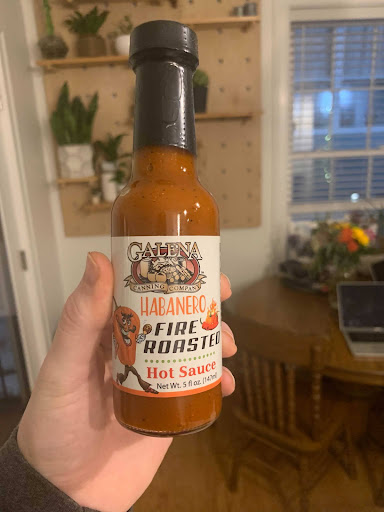 GALENA
CANNING COMPANY
HABANERO
FIRE
ROASTED
Hot Sauce
Net Wt. 5 fl oz. (147ml)